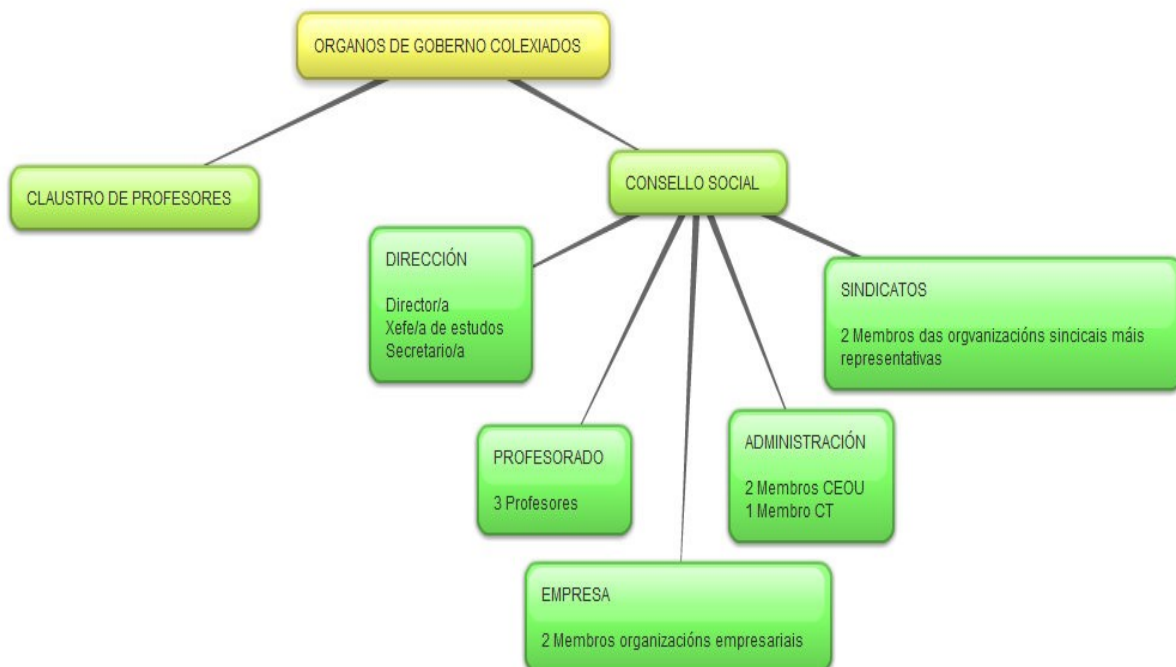 ORGANOS DE GOBERNO COLEXIADOS
CLAUSTRO DE PROFESORES
CONSELLO SOCIAL
DIRECCIÓN
Director/a
Xefe/a de estudos
Secretario/a
SINDICATOS
2 Membros das orgvanizacións sincicais máis
representativas
PROFESORADO
3 Profesores
ADMINISTRACIÓN
2 Membros CEOU
1 Membro CT
EMPRESA
2 Membros organizacións empresariais